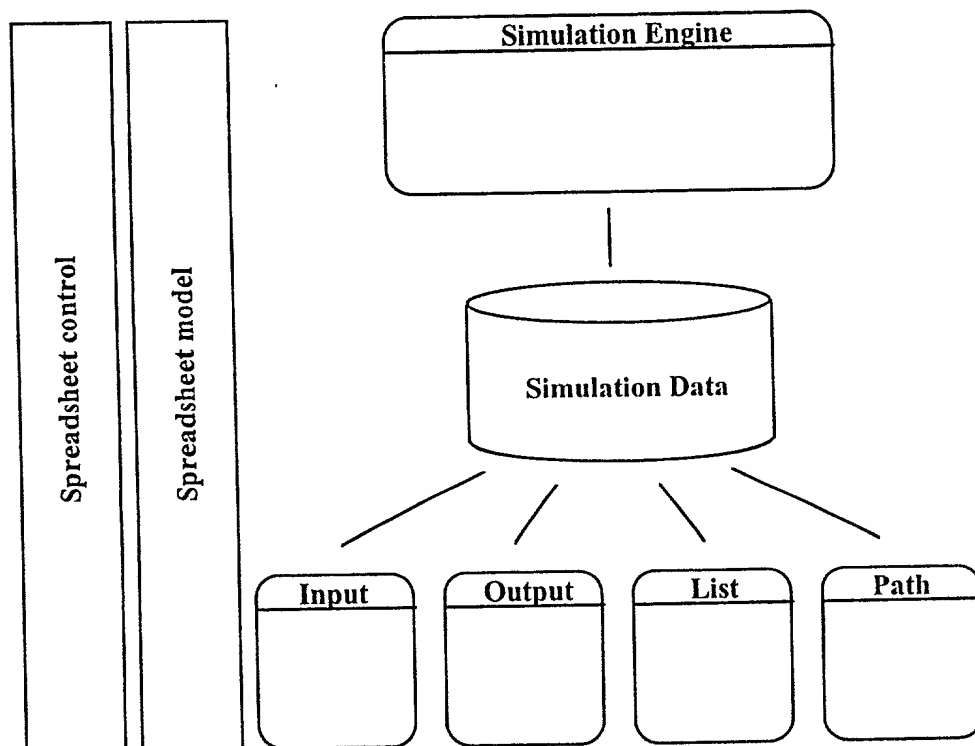 Spreadsheet control
Spreadsheet model
Simulation Engine
Simulation Data
Input
Output
List
Path